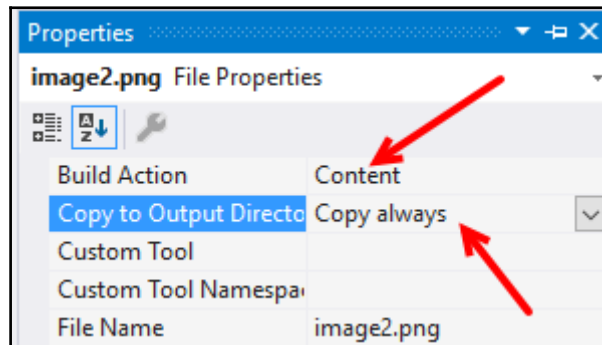 Properties
image2.png File Properties
Build Action Content
Copy to Output Directo Copy always
Custom Tool
Custom Tool Namespa
File Name image2.png